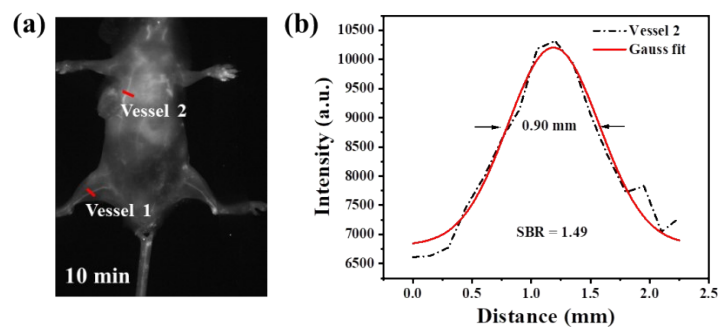 (a)
Vessel 2
Vessel 1
10 min
(b)
Intensity (a.u.)
10500
10000
9500
9000
8500
8000
7500
7000
6500
Vessel 2
Gauss fit
0.90 mm
SBR = 1.49
0.0 0.5 1.0 1.5 2.0 2.5
Distance (mm)